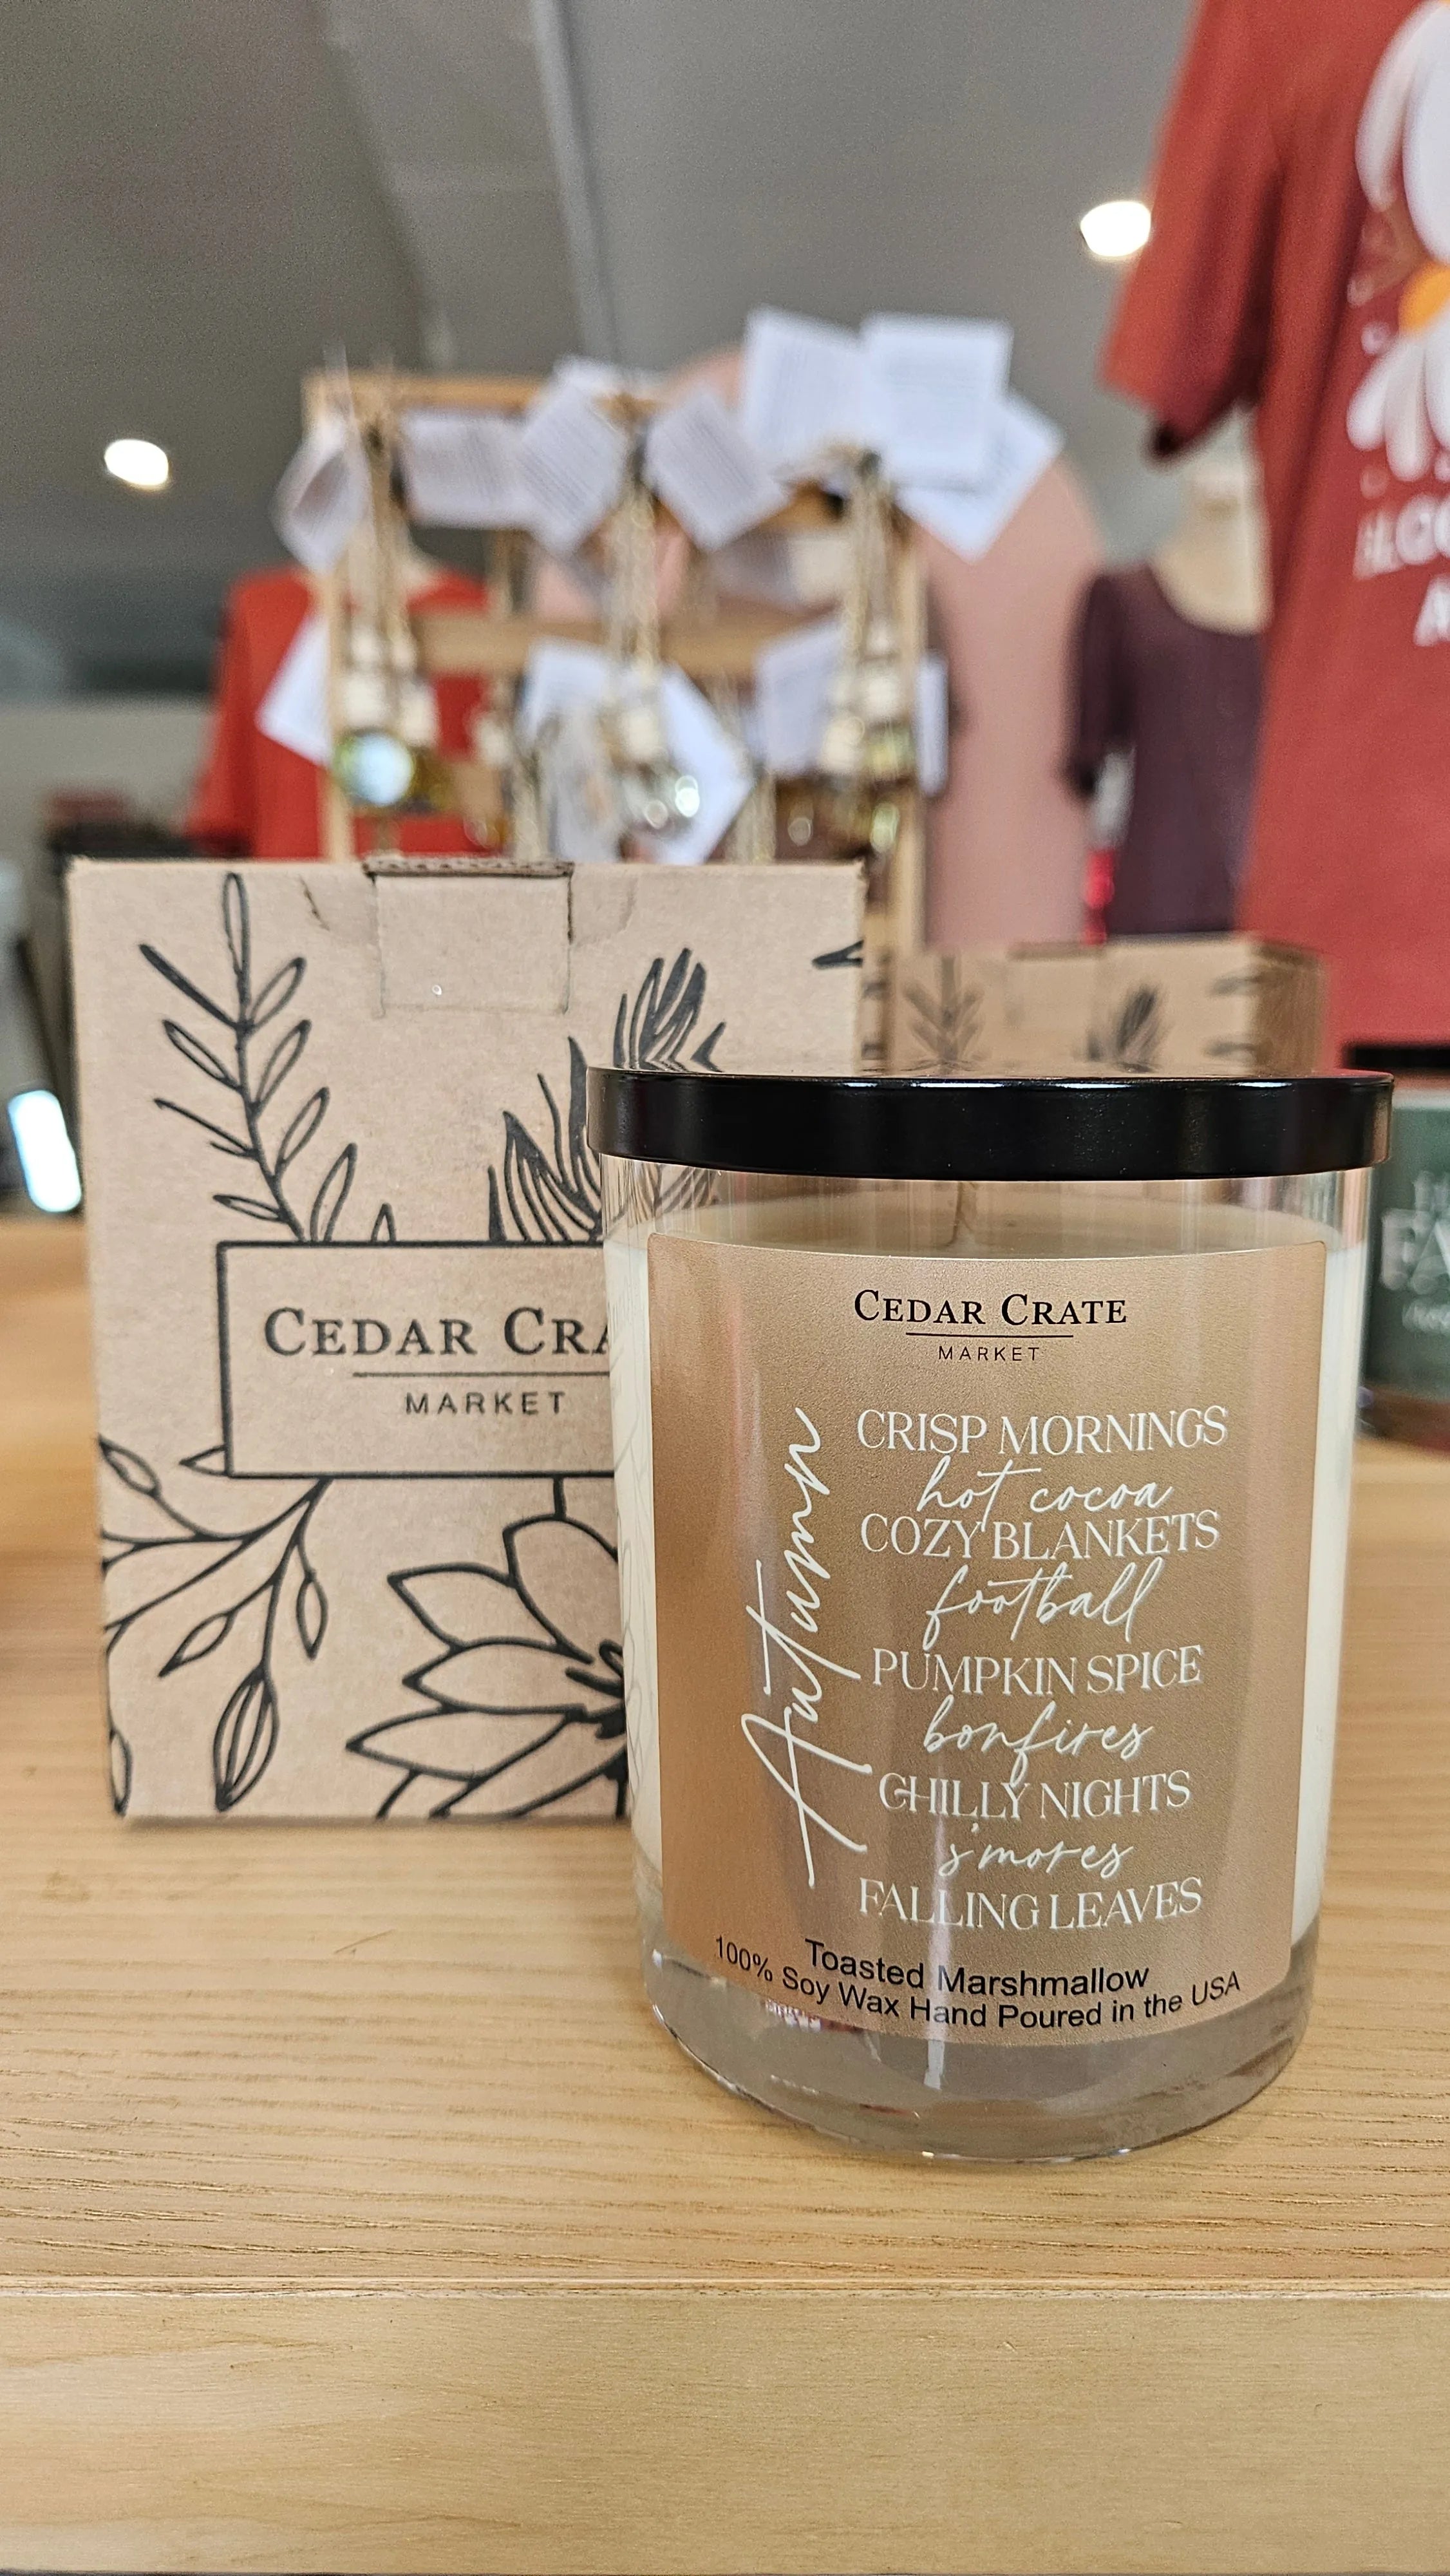 CEDAR CRA
MARKET
CEDAR CRATE
MARKET
Autumn
CRISP MORNINGS
hot cocoa
COZY BLANKETS
football
PUMPKIN SPICE
bonfires
CHILLY NIGHTS
s'mores
FALLING LEAVES
Toasted Marshmallow
100% Soy Wax Hand Poured in the USA